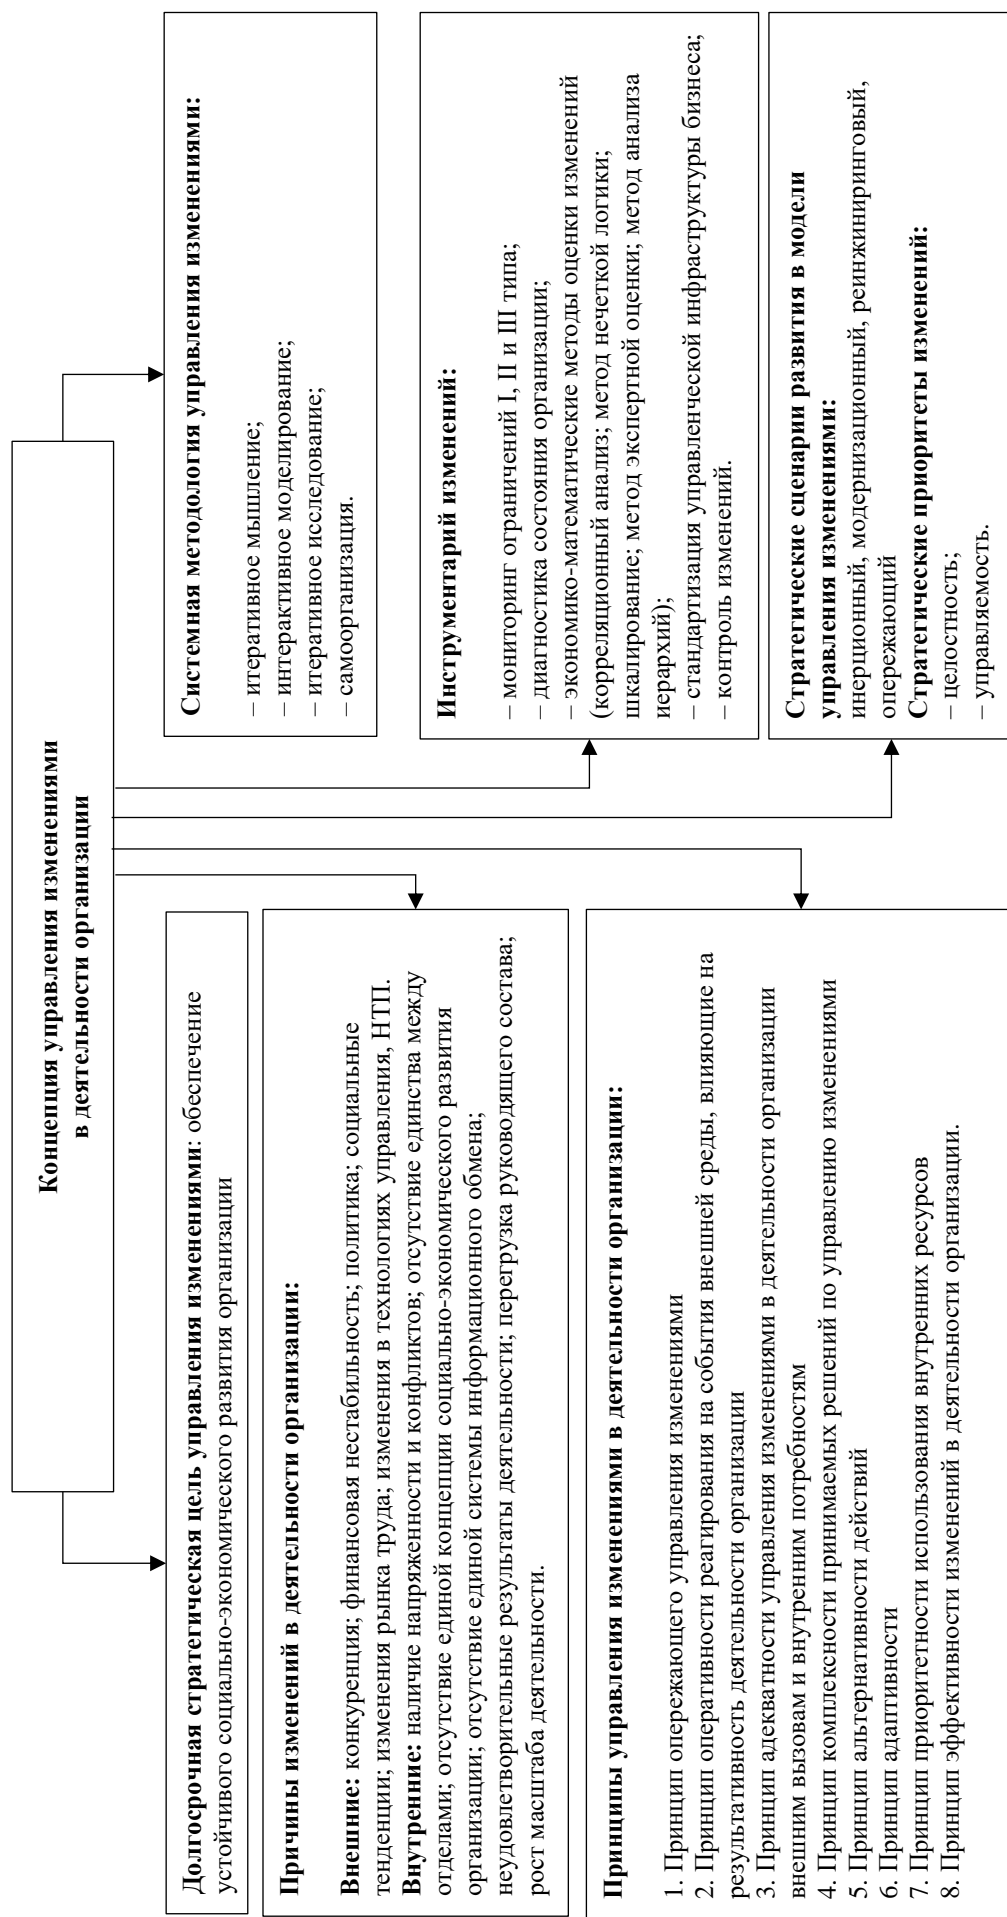 Концепция управления изменениями
в деятельности организации
Долгосрочная стратегическая цель управления изменениями: обеспечение
устойчивого социально-экономического развития организации
Причины изменений в деятельности организации:
Внешние: конкуренция; финансовая нестабильность; политика; социальные
тенденции; изменения рынка труда; изменения в технологиях управления, НТП.
Внутренние: наличие напряженности и конфликтов; отсутствие единства между
отделами; отсутствие единой концепции социально-экономического развития
организации; отсутствие единой системы информационного обмена;
неудовлетворительные результаты деятельности; перегрузка руководящего состава;
рост масштаба деятельности.
Принципы управления изменениями в деятельности организации:
1. Принцип опережающего управления изменениями
2. Принцип оперативности реагирования на события внешней среды, влияющие на
результативность деятельности организации
3. Принцип адекватности управления изменениями в деятельности организации
внешним вызовам и внутренним потребностям
4. Принцип комплексности принимаемых решений по управлению изменениями
5. Принцип альтернативности действий
6. Принцип адаптивности
7. Принцип приоритетности использования внутренних ресурсов
8. Принцип эффективности изменений в деятельности организации.
Системная методология управления изменениями:
– итеративное мышление;
– интерактивное моделирование;
– итеративное исследование;
– самоорганизация.
Инструментарий изменений:
– мониторинг ограничений I, II и III типа;
– диагностика состояния организации;
– экономико-математические методы оценки изменений
(корреляционный анализ; метод нечеткой логики;
шкалирование; метод экспертной оценки; метод анализа
иерархий);
– стандартизация управленческой инфраструктуры бизнеса;
– контроль изменений.
Стратегические сценарии развития в модели
управления изменениями:
инерционный, модернизационный, реинжиниринговый,
опережающий
Стратегические приоритеты изменений:
– целостность;
– управляемость.